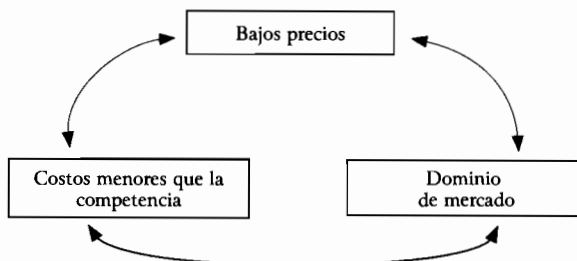 Bajos precios
Costos menores que la
competencia
Dominio
de mercado